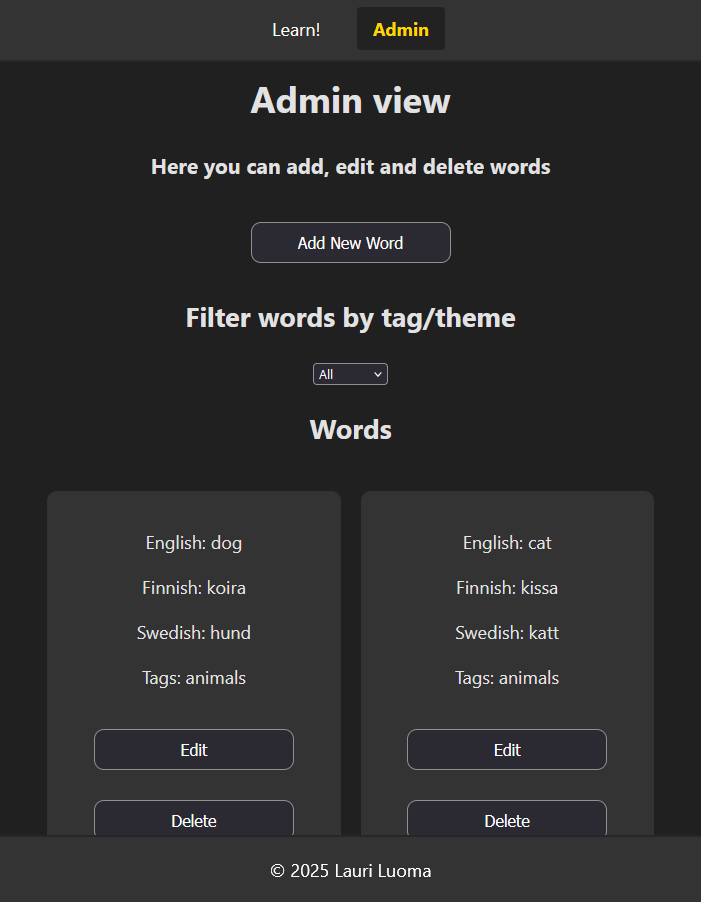 Learn! Admin
Admin view
Here you can add, edit and delete words
Add New Word
Filter words by tag/theme
All
Words
English: dog
Finnish: koira
Swedish: hund
Tags: animals
Edit
Delete
English: cat
Finnish: kissa
Swedish: katt
Tags: animals
Edit
Delete
© 2025 Lauri Luoma